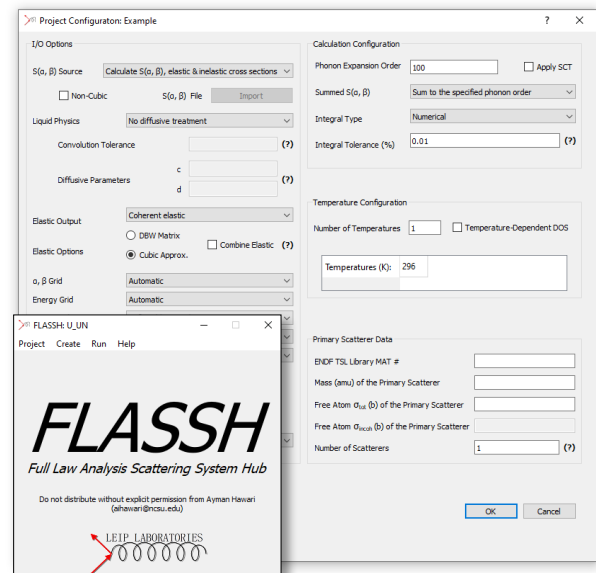 Project Configuraton: Example
I/O Options
S(α, β) Source
Calculate S(α, β), elastic & inelastic cross sections
Non-Cubic
S(α, β) File
Import
Liquid Physics
No diffusive treatment
Convolution Tolerance
(?)
Diffusive Parameters
c
d
(?)
Elastic Output
Coherent elastic
Elastic Options
DBW Matrix
Cubic Approx.
Combine Elastic (?)
α, β Grid
Automatic
Energy Grid
Automatic
Calculation Configuration
Phonon Expansion Order
100
Apply SCT
Summed S(α, β)
Sum to the specified phonon order
Integral Type
Numerical
Integral Tolerance (%)
0.01
(?)
Temperature Configuration
Number of Temperatures
1
Temperature-Dependent DOS
Temperatures (K): 296
Primary Scatterer Data
ENDF TSL Library MAT #
Mass (amu) of the Primary Scatterer
Free Atom σtot (b) of the Primary Scatterer
Free Atom σincoh (b) of the Primary Scatterer
Number of Scatterers
1
(?)
OK
Cancel
FLASSH: U_UN
Project Create Run Help
FLASSH
Full Law Analysis Scattering System Hub
Do not distribute without explicit permission from Ayman Hawari
(aihawari@ncsu.edu)
LEIP LABORATORIES